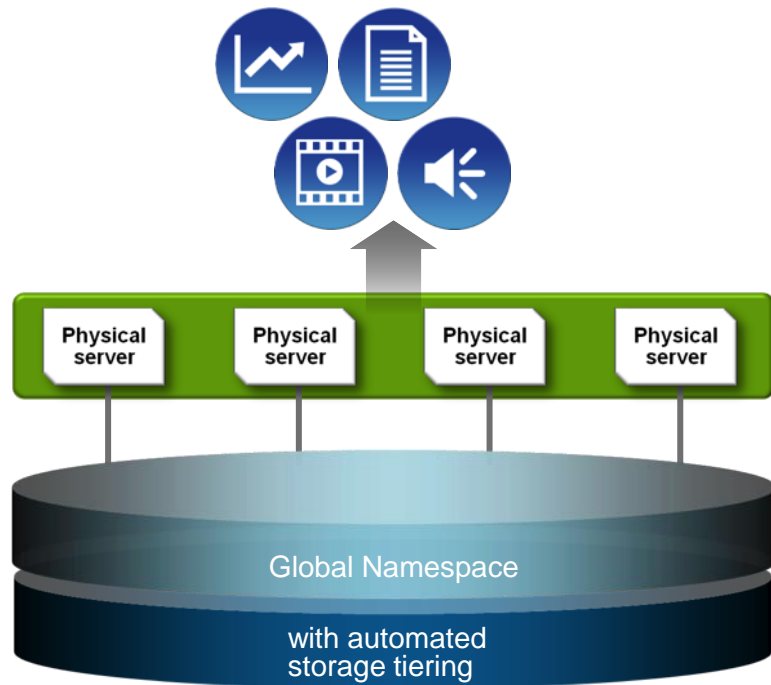 Physical
server
Physical
server
Physical
server
Physical
server
Global Namespace
with automated
storage tiering